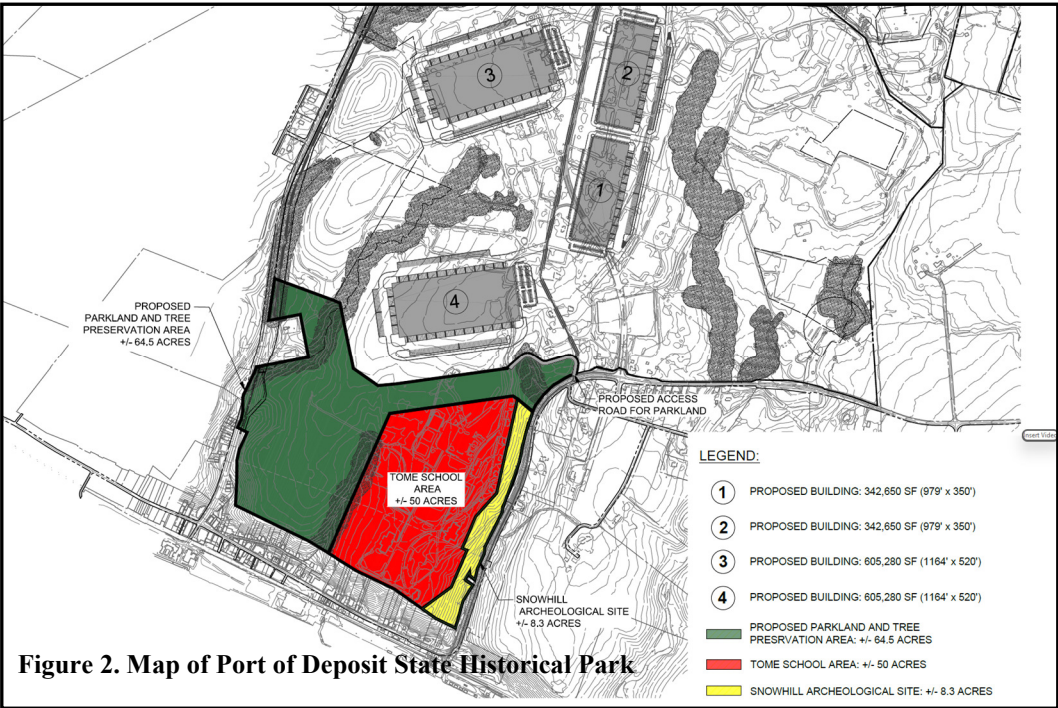 3
2
1
4
PROPOSED
PARKLAND AND TREE
PRESERVATION AREA
+/- 64.5 ACRES
PROPOSED ACCESS
ROAD FOR PARKLAND
TOME SCHOOL
AREA
+/- 50 ACRES
SNOWHILL
ARCHEOLOGICAL SITE
+/- 8.3 ACRES
Insert Video
LEGEND:
1 PROPOSED BUILDING: 342,650 SF (979' x 350')
2 PROPOSED BUILDING: 342,650 SF (979' x 350')
3 PROPOSED BUILDING: 605,280 SF (1164' x 520')
4 PROPOSED BUILDING: 605,280 SF (1164' x 520')
PROPOSED PARKLAND AND TREE
PRESRVATION AREA: +/- 64.5 ACRES
TOME SCHOOL AREA: +/- 50 ACRES
SNOWHILL ARCHEOLOGICAL SITE: +/- 8.3 ACRES
Figure 2. Map of Port of Deposit State Historical Park